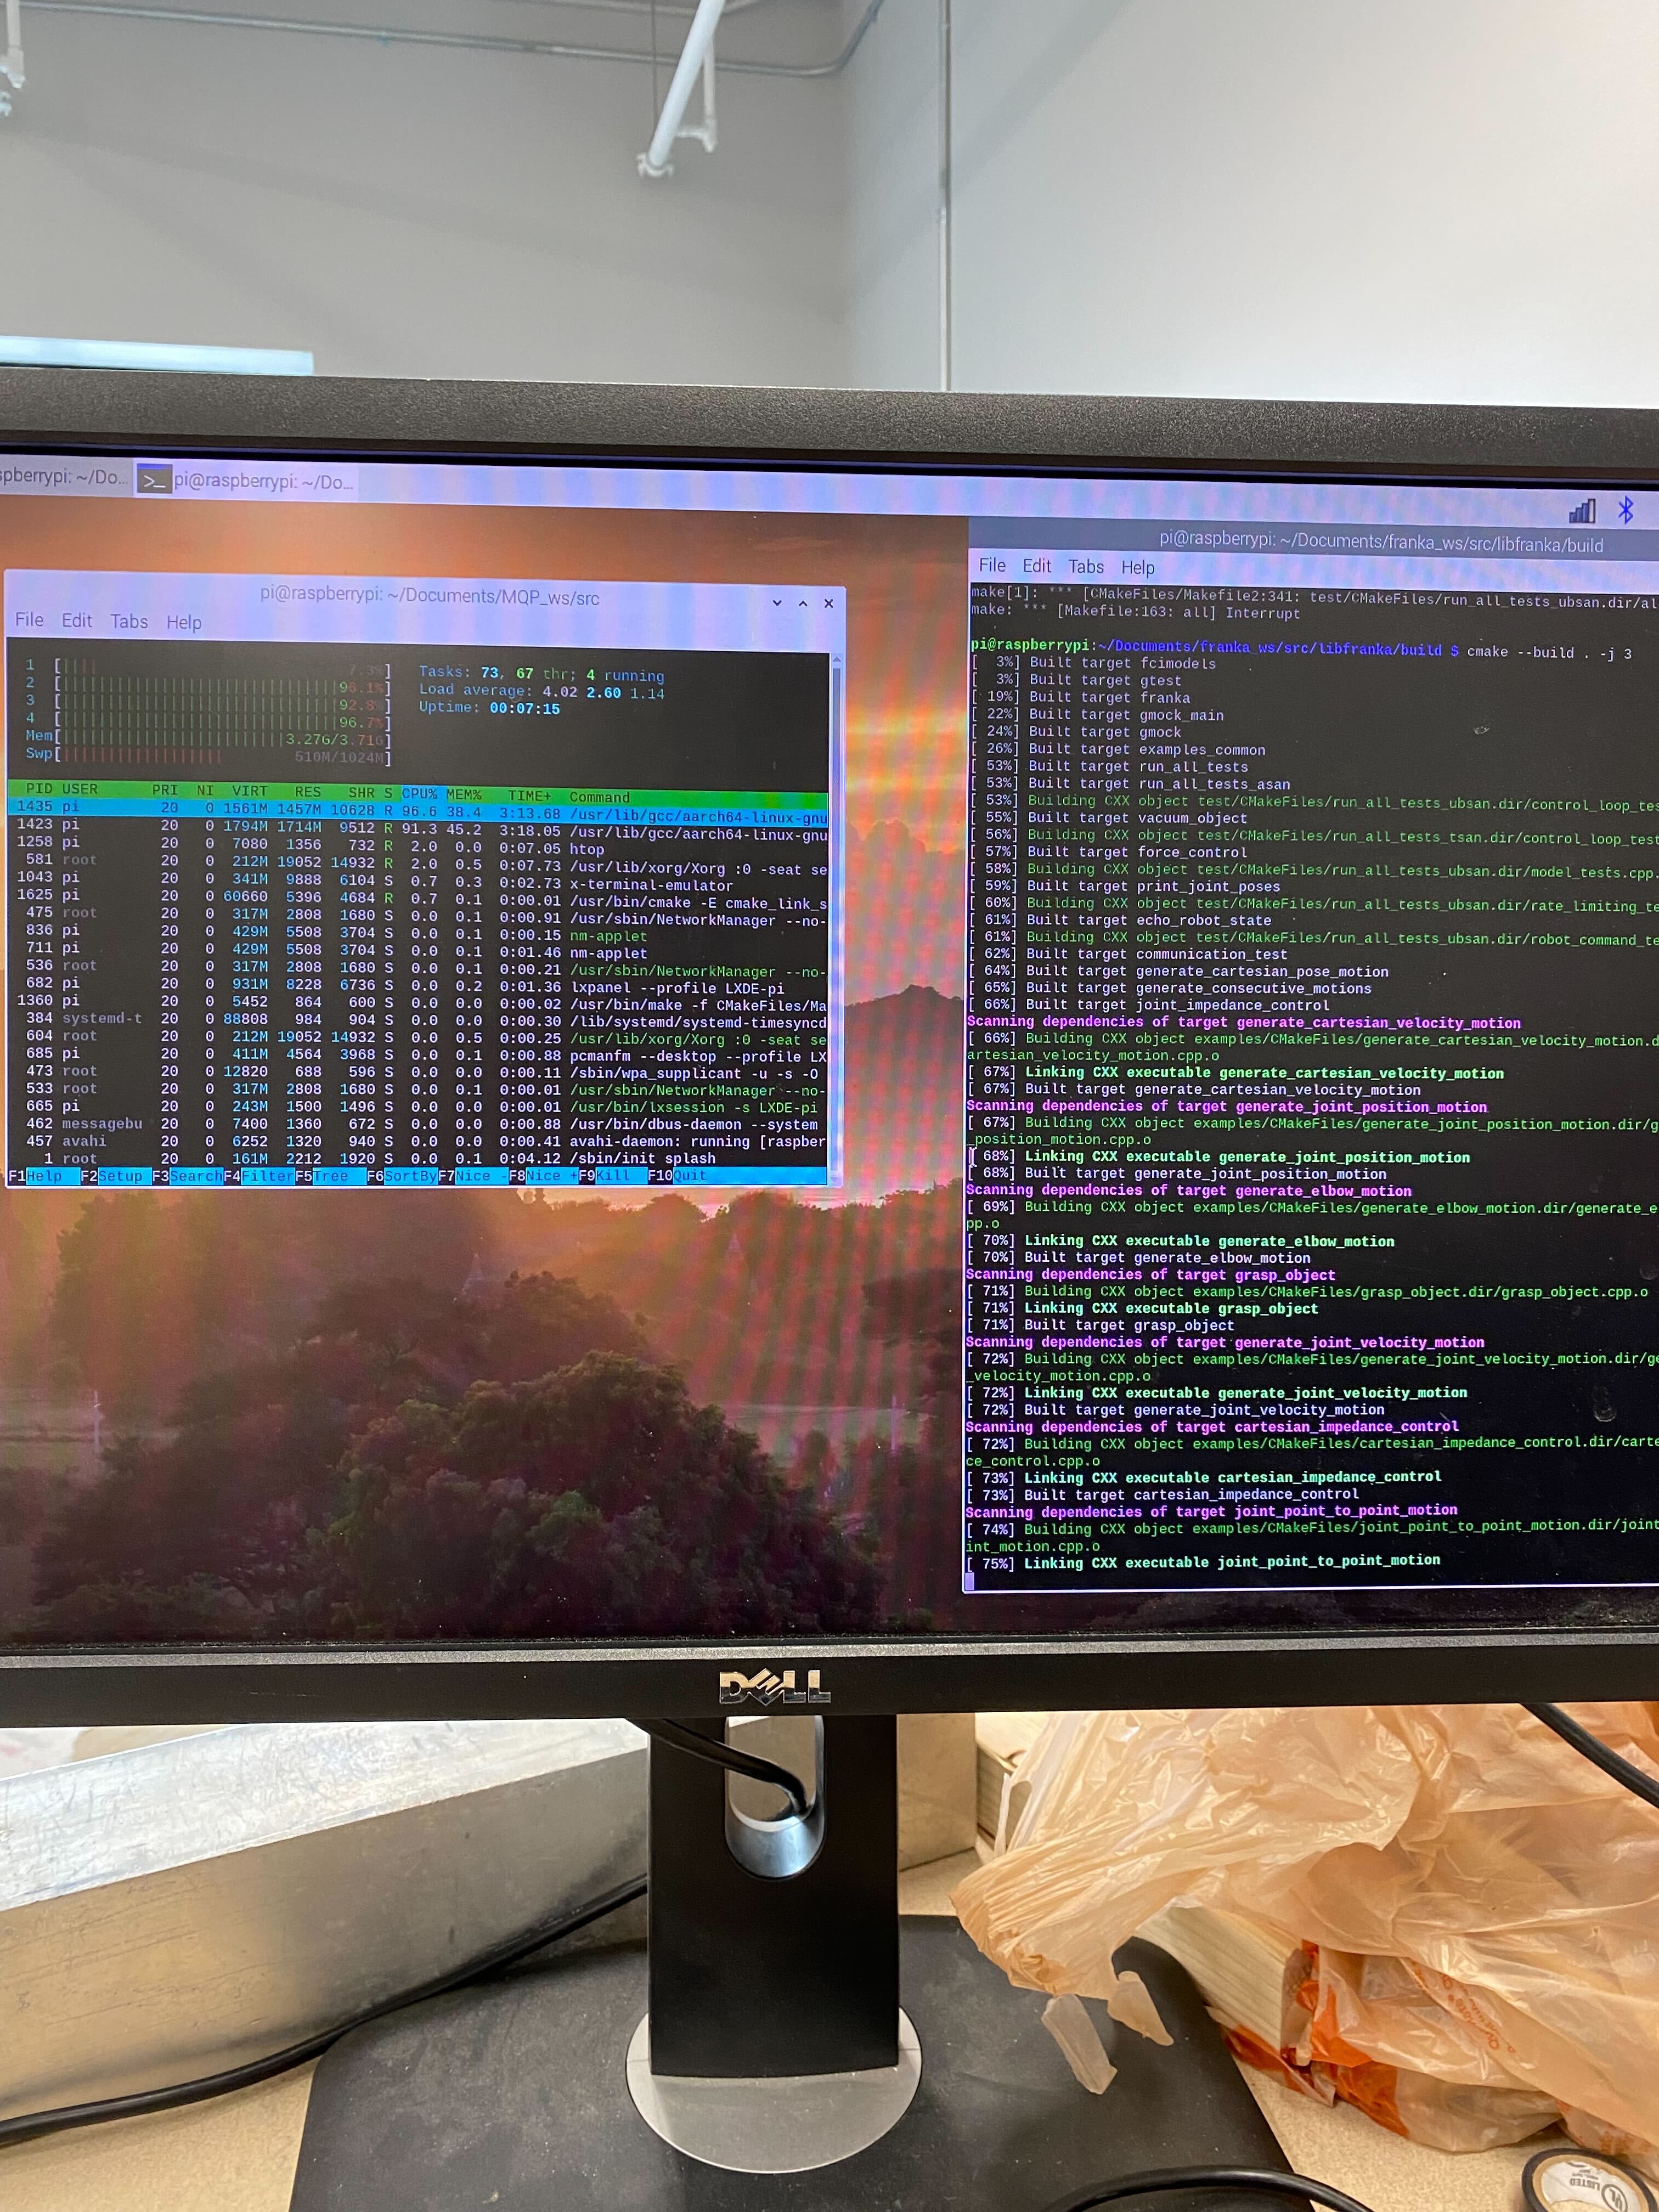 spberrypi: ~/Do...
>_ pi@raspberrypi: ~/Do...
pi@raspberrypi: ~/Documents/MQP_ws/src
File Edit Tabs Help
1 [|||| 7.3%] Tasks: 73, 67 thr; 4 running
2 [ 96.1%] Load average: 4.02 2.60 1.14
3 [ 92.8%] Uptime: 00:07:15
4 [ 96.7%]
Mem[ 3.27G/3.71G]
Swp[ 510M/1024M]
PID USER PRI NI VIRT RES SHR S CPU% MEM% TIME+ Command
1435 pi 20 0 1561M 1457M 10628 R 96.6 38.4 3:13.68 /usr/lib/gcc/aarch64-linux-gnu
1423 pi 20 0 1794M 1714M 9512 R 91.3 45.2 3:18.05 /usr/lib/gcc/aarch64-linux-gnu
1258 pi 20 0 7080 1356 732 R 2.0 0.0 0:07.05 htop
581 root 20 0 212M 19052 14932 R 2.0 0.5 0:07.73 /usr/lib/xorg/Xorg :0 -seat se
1043 pi 20 0 341M 9888 6104 S 0.7 0.3 0:02.73 x-terminal-emulator
1625 pi 20 0 60660 5396 4684 R 0.7 0.1 0:00.01 /usr/bin/cmake -E cmake_link_s
475 root 20 0 317M 2808 1680 S 0.0 0.1 0:00.91 /usr/sbin/NetworkManager --no-
836 pi 20 0 429M 5508 3704 S 0.0 0.1 0:00.15 nm-applet
711 pi 20 0 429M 5508 3704 S 0.0 0.1 0:01.46 nm-applet
536 root 20 0 317M 2808 1680 S 0.0 0.1 0:00.21 /usr/sbin/NetworkManager --no-
682 pi 20 0 931M 8228 6736 S 0.0 0.2 0:01.36 lxpanel --profile LXDE-pi
1360 pi 20 0 5452 864 600 S 0.0 0.0 0:00.02 /usr/bin/make -f CMakeFiles/Ma
384 systemd-t 20 0 88808 984 904 S 0.0 0.0 0:00.30 /lib/systemd/systemd-timesyncd
604 root 20 0 212M 19052 14932 S 0.0 0.5 0:00.25 /usr/lib/xorg/Xorg :0 -seat se
685 pi 20 0 411M 4564 3968 S 0.0 0.1 0:00.88 pcmanfm --desktop --profile LX
473 root 20 0 12820 688 596 S 0.0 0.0 0:00.11 /sbin/wpa_supplicant -u -s -O
533 root 20 0 317M 2808 1680 S 0.0 0.1 0:00.01 /usr/sbin/NetworkManager --no-
665 pi 20 0 243M 1500 1496 S 0.0 0.0 0:00.01 /usr/bin/lxsession -s LXDE-pi
462 messagebu 20 0 7400 1360 672 S 0.0 0.0 0:00.88 /usr/bin/dbus-daemon --system
457 avahi 20 0 6252 1320 940 S 0.0 0.0 0:00.41 avahi-daemon: running [raspber
1 root 20 0 161M 2212 1920 S 0.0 0.1 0:04.12 /sbin/init splash
F1Help F2Setup F3SearchF4FilterF5Tree F6SortByF7Nice -F8Nice +F9Kill F10Quit
pi@raspberrypi: ~/Documents/franka_ws/src/libfranka/build
File Edit Tabs Help
make[1]: *** [CMakeFiles/Makefile2:341: test/CMakeFiles/run_all_tests_ubsan.dir/al
make: *** [Makefile:163: all] Interrupt
pi@raspberrypi:~/Documents/franka_ws/src/libfranka/build $ cmake --build . -j 3
[ 3%] Built target fcimodels
[ 3%] Built target gtest
[ 19%] Built target franka
[ 22%] Built target gmock_main
[ 24%] Built target gmock
[ 26%] Built target examples_common
[ 53%] Built target run_all_tests
[ 53%] Built target run_all_tests_asan
[ 53%] Building CXX object test/CMakeFiles/run_all_tests_ubsan.dir/control_loop_tes
[ 55%] Built target vacuum_object
[ 56%] Building CXX object test/CMakeFiles/run_all_tests_tsan.dir/control_loop_test
[ 57%] Built target force_control
[ 58%] Building CXX object test/CMakeFiles/run_all_tests_ubsan.dir/model_tests.cpp.
[ 59%] Built target print_joint_poses
[ 60%] Building CXX object test/CMakeFiles/run_all_tests_ubsan.dir/rate_limiting_te
[ 61%] Built target echo_robot_state
[ 61%] Building CXX object test/CMakeFiles/run_all_tests_ubsan.dir/robot_command_te
[ 62%] Built target communication_test
[ 64%] Built target generate_cartesian_pose_motion
[ 65%] Built target generate_consecutive_motions
[ 66%] Built target joint_impedance_control
Scanning dependencies of target generate_cartesian_velocity_motion
[ 66%] Building CXX object examples/CMakeFiles/generate_cartesian_velocity_motion.d
artesian_velocity_motion.cpp.o
[ 67%] Linking CXX executable generate_cartesian_velocity_motion
[ 67%] Built target generate_cartesian_velocity_motion
Scanning dependencies of target generate_joint_position_motion
[ 67%] Building CXX object examples/CMakeFiles/generate_joint_position_motion.dir/g
_position_motion.cpp.o
[ 68%] Linking CXX executable generate_joint_position_motion
[ 68%] Built target generate_joint_position_motion
Scanning dependencies of target generate_elbow_motion
[ 69%] Building CXX object examples/CMakeFiles/generate_elbow_motion.dir/generate_e
pp.o
[ 70%] Linking CXX executable generate_elbow_motion
[ 70%] Built target generate_elbow_motion
Scanning dependencies of target grasp_object
[ 71%] Building CXX object examples/CMakeFiles/grasp_object.dir/grasp_object.cpp.o
[ 71%] Linking CXX executable grasp_object
[ 71%] Built target grasp_object
Scanning dependencies of target generate_joint_velocity_motion
[ 72%] Building CXX object examples/CMakeFiles/generate_joint_velocity_motion.dir/ge
_velocity_motion.cpp.o
[ 72%] Linking CXX executable generate_joint_velocity_motion
[ 72%] Built target generate_joint_velocity_motion
Scanning dependencies of target cartesian_impedance_control
[ 72%] Building CXX object examples/CMakeFiles/cartesian_impedance_control.dir/carte
ce_control.cpp.o
[ 73%] Linking CXX executable cartesian_impedance_control
[ 73%] Built target cartesian_impedance_control
Scanning dependencies of target joint_point_to_point_motion
[ 74%] Building CXX object examples/CMakeFiles/joint_point_to_point_motion.dir/joint
int_motion.cpp.o
[ 75%] Linking CXX executable joint_point_to_point_motion
DELL
LISTED